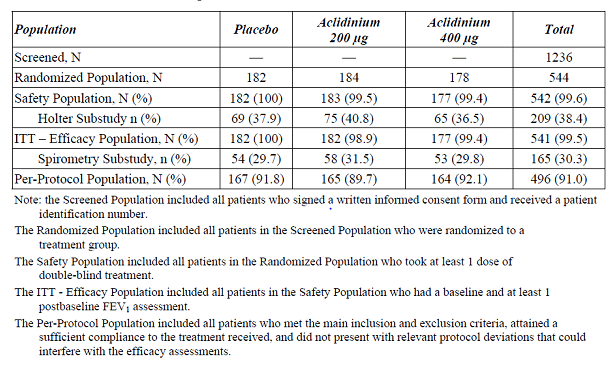 Population Placebo Aclidinium 200 µg Aclidinium 400 µg Total
Screened, N — — — 1236
Randomized Population, N 182 184 178 544
Safety Population, N (%) 182 (100) 183 (99.5) 177 (99.4) 542 (99.6)
Holter Substudy n (%) 69 (37.9) 75 (40.8) 65 (36.5) 209 (38.4)
ITT – Efficacy Population, N (%) 182 (100) 182 (98.9) 177 (99.4) 541 (99.5)
Spirometry Substudy, n (%) 54 (29.7) 58 (31.5) 53 (29.8) 165 (30.3)
Per-Protocol Population, N (%) 167 (91.8) 165 (89.7) 164 (92.1) 496 (91.0)
Note: the Screened Population included all patients who signed a written informed consent form and received a patient
identification number.
The Randomized Population included all patients in the Screened Population who were randomized to a
treatment group.
The Safety Population included all patients in the Randomized Population who took at least 1 dose of
double-blind treatment.
The ITT - Efficacy Population included all patients in the Safety Population who had a baseline and at least 1
postbaseline FEV₁ assessment.
The Per-Protocol Population included all patients who met the main inclusion and exclusion criteria, attained a
sufficient compliance to the treatment received, and did not present with relevant protocol deviations that could
interfere with the efficacy assessments.